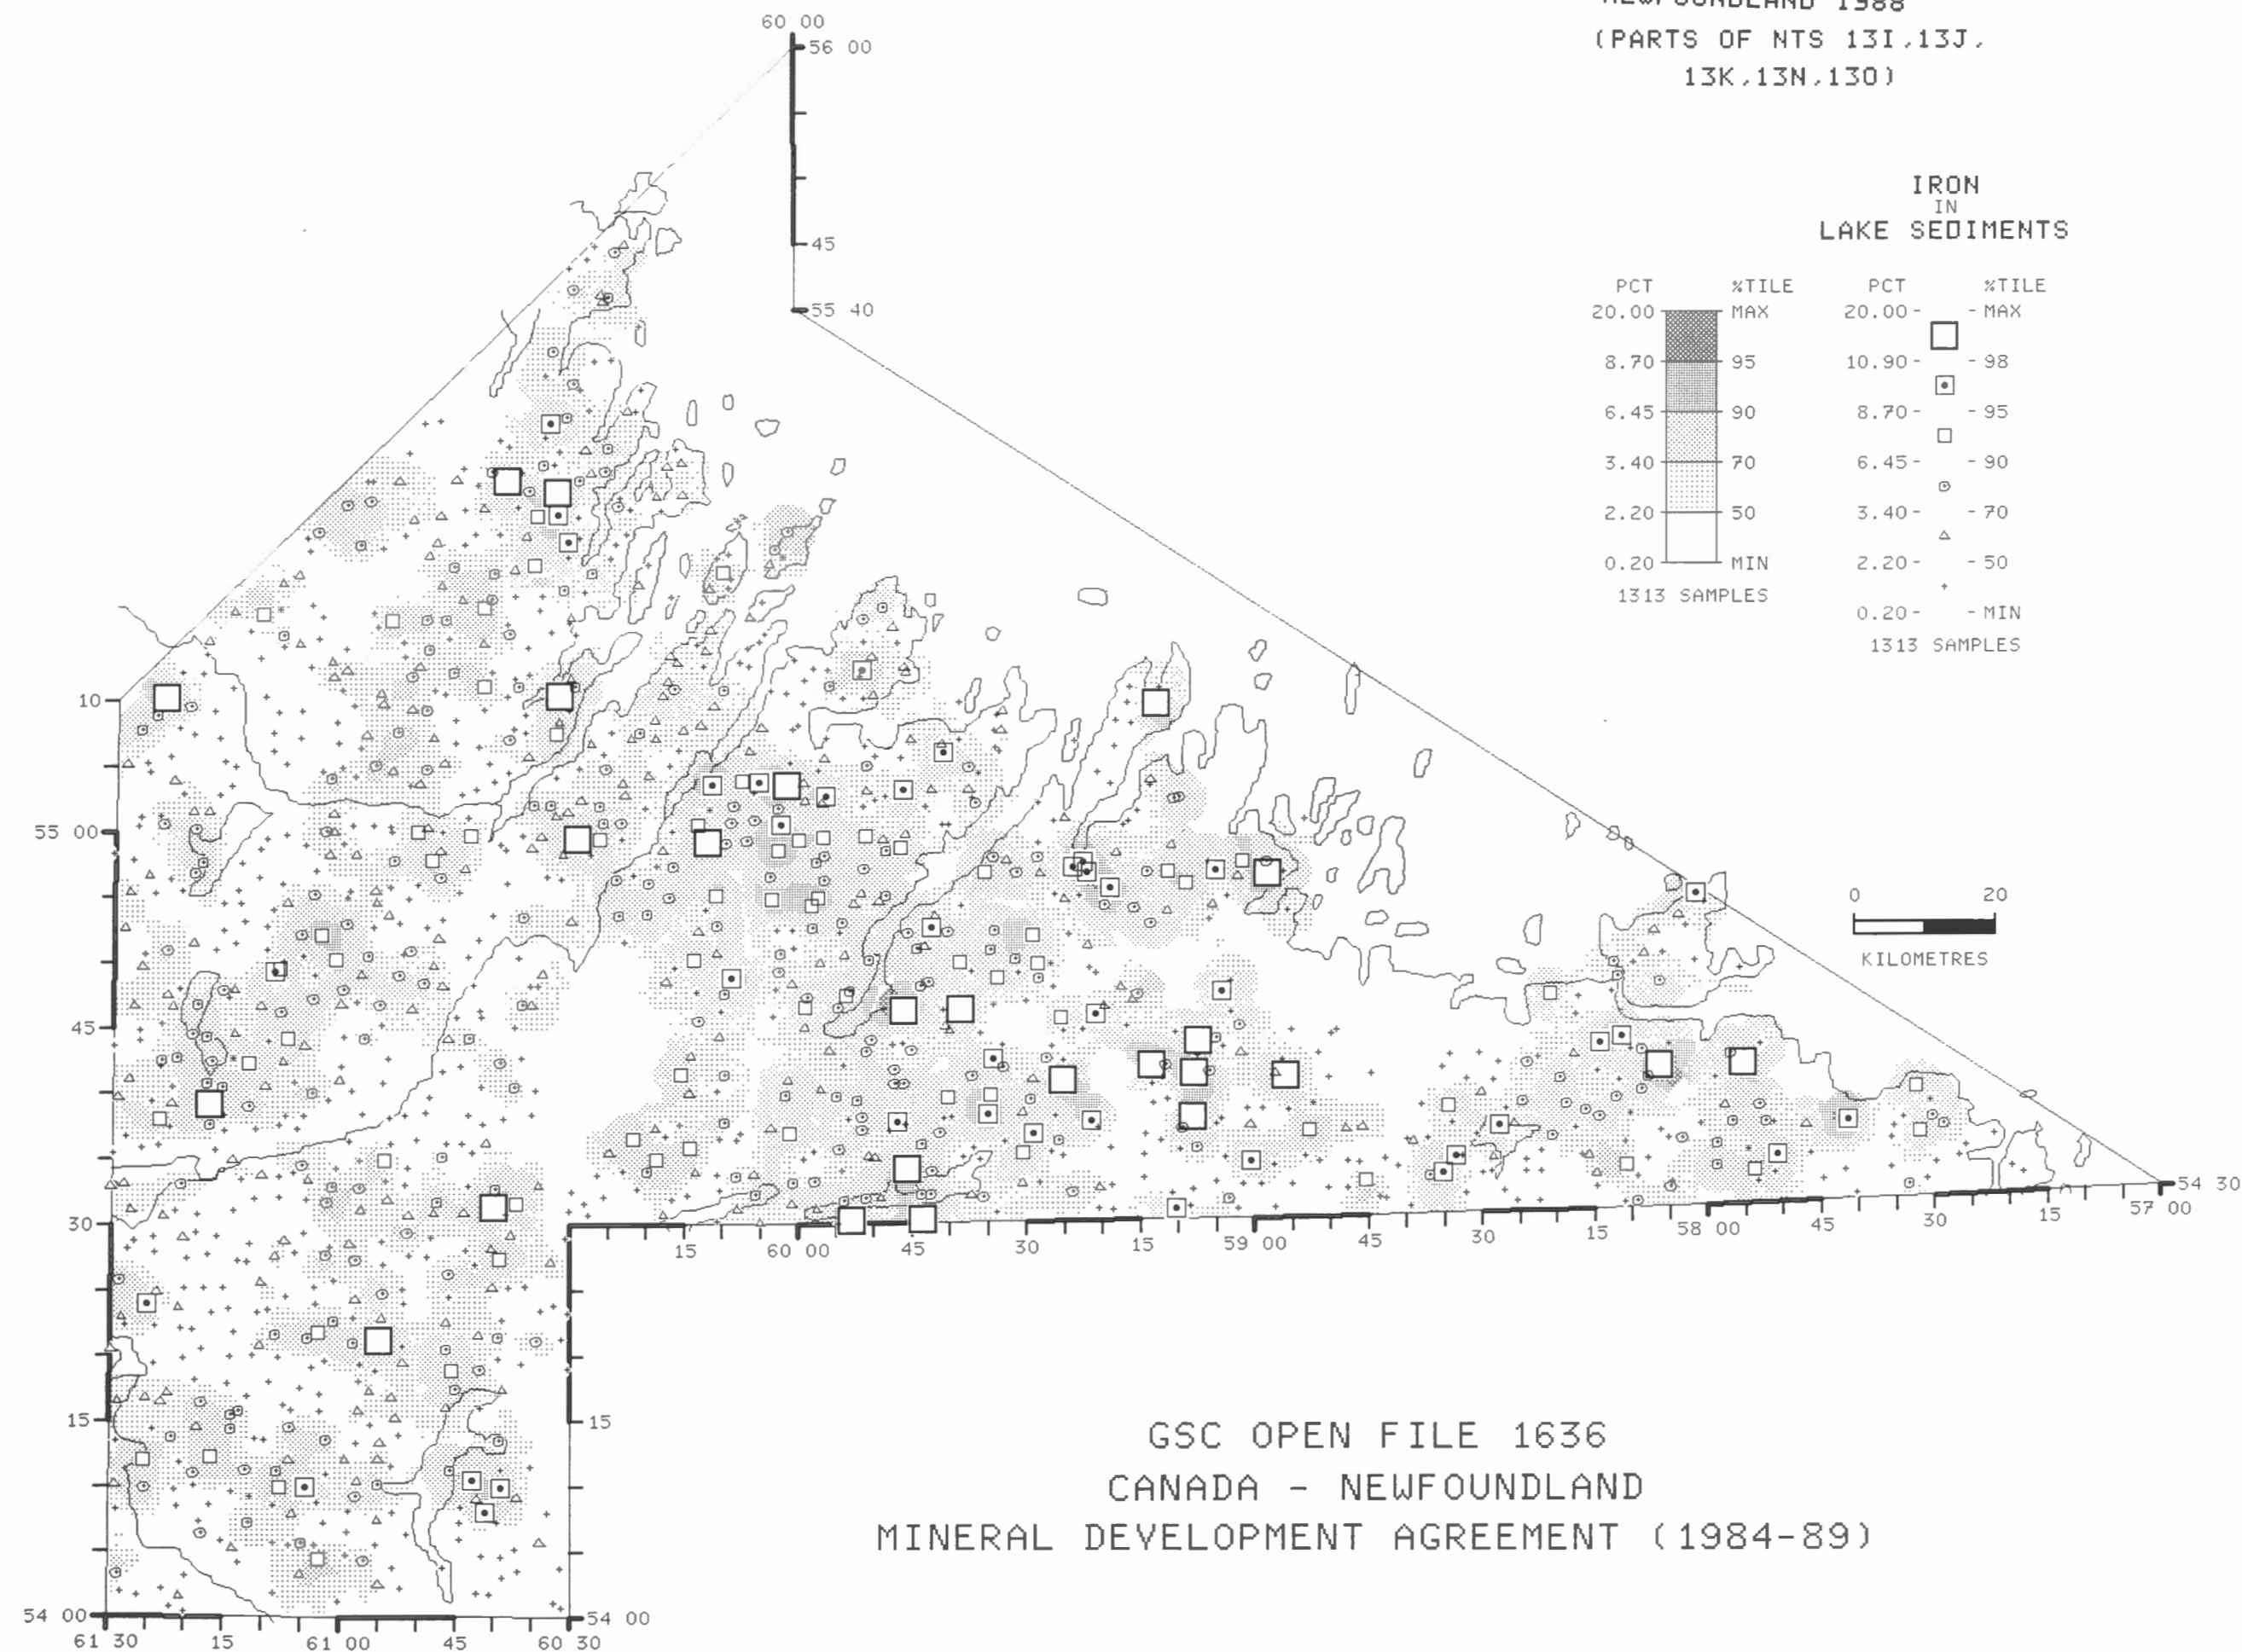 NEWFOUNDLAND 1988
(PARTS OF NTS 13I,13J,
13K,13N,13O)
60 00
56 00
45
55 40
IRON
IN
LAKE SEDIMENTS
PCT %TILE PCT %TILE
20.00 MAX 20.00- -MAX
8.70 95 10.90- -98
6.45 90 8.70- -95
3.40 70 6.45- -90
2.20 50 3.40- -70
0.20 MIN 2.20- -50
1313 SAMPLES 0.20- -MIN
1313 SAMPLES
10
55 00
45
30
15
54 00
0 20
KILOMETRES
54 30
15 60 00 45 30 15 59 00 45 30 15 58 00 45 30 15 57 00
15
54 00
61 30 15 61 00 45 60 30
GSC OPEN FILE 1636
CANADA - NEWFOUNDLAND
MINERAL DEVELOPMENT AGREEMENT (1984-89)